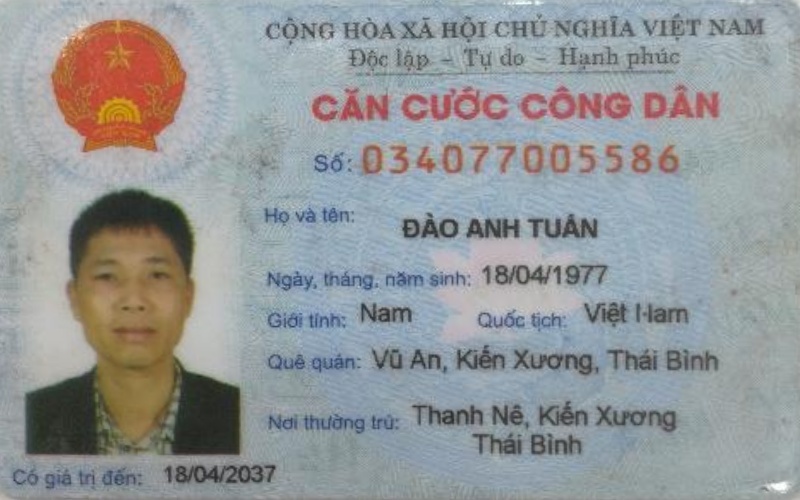 CỘNG HÒA XÃ HỘI CHỦ NGHĨA VIỆT NAM
Độc lập - Tự do - Hạnh phúc
CĂN CƯỚC CÔNG DÂN
Số: 034077005586
Họ và tên: ĐÀO ANH TUÂN
Ngày, tháng, năm sinh: 18/04/1977
Giới tính: Nam Quốc tịch: Việt Nam
Quê quán: Vũ An, Kiến Xương, Thái Bình
Nơi thường trú: Thanh Nê, Kiến Xương
Thái Bình
Có giá trị đến: 18/04/2037